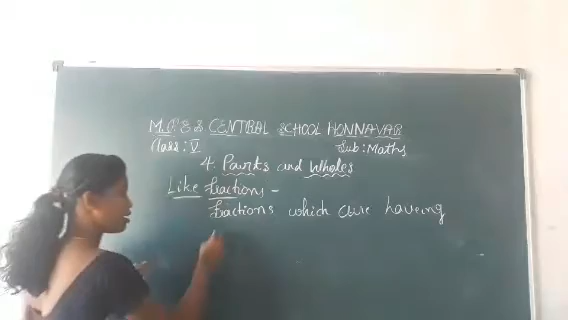 M.P.E.S CENTRAL SCHOOL HONNAVAR
Class : V Sub : Maths
4. Parts and Wholes
Like Fractions -
Fractions which are having